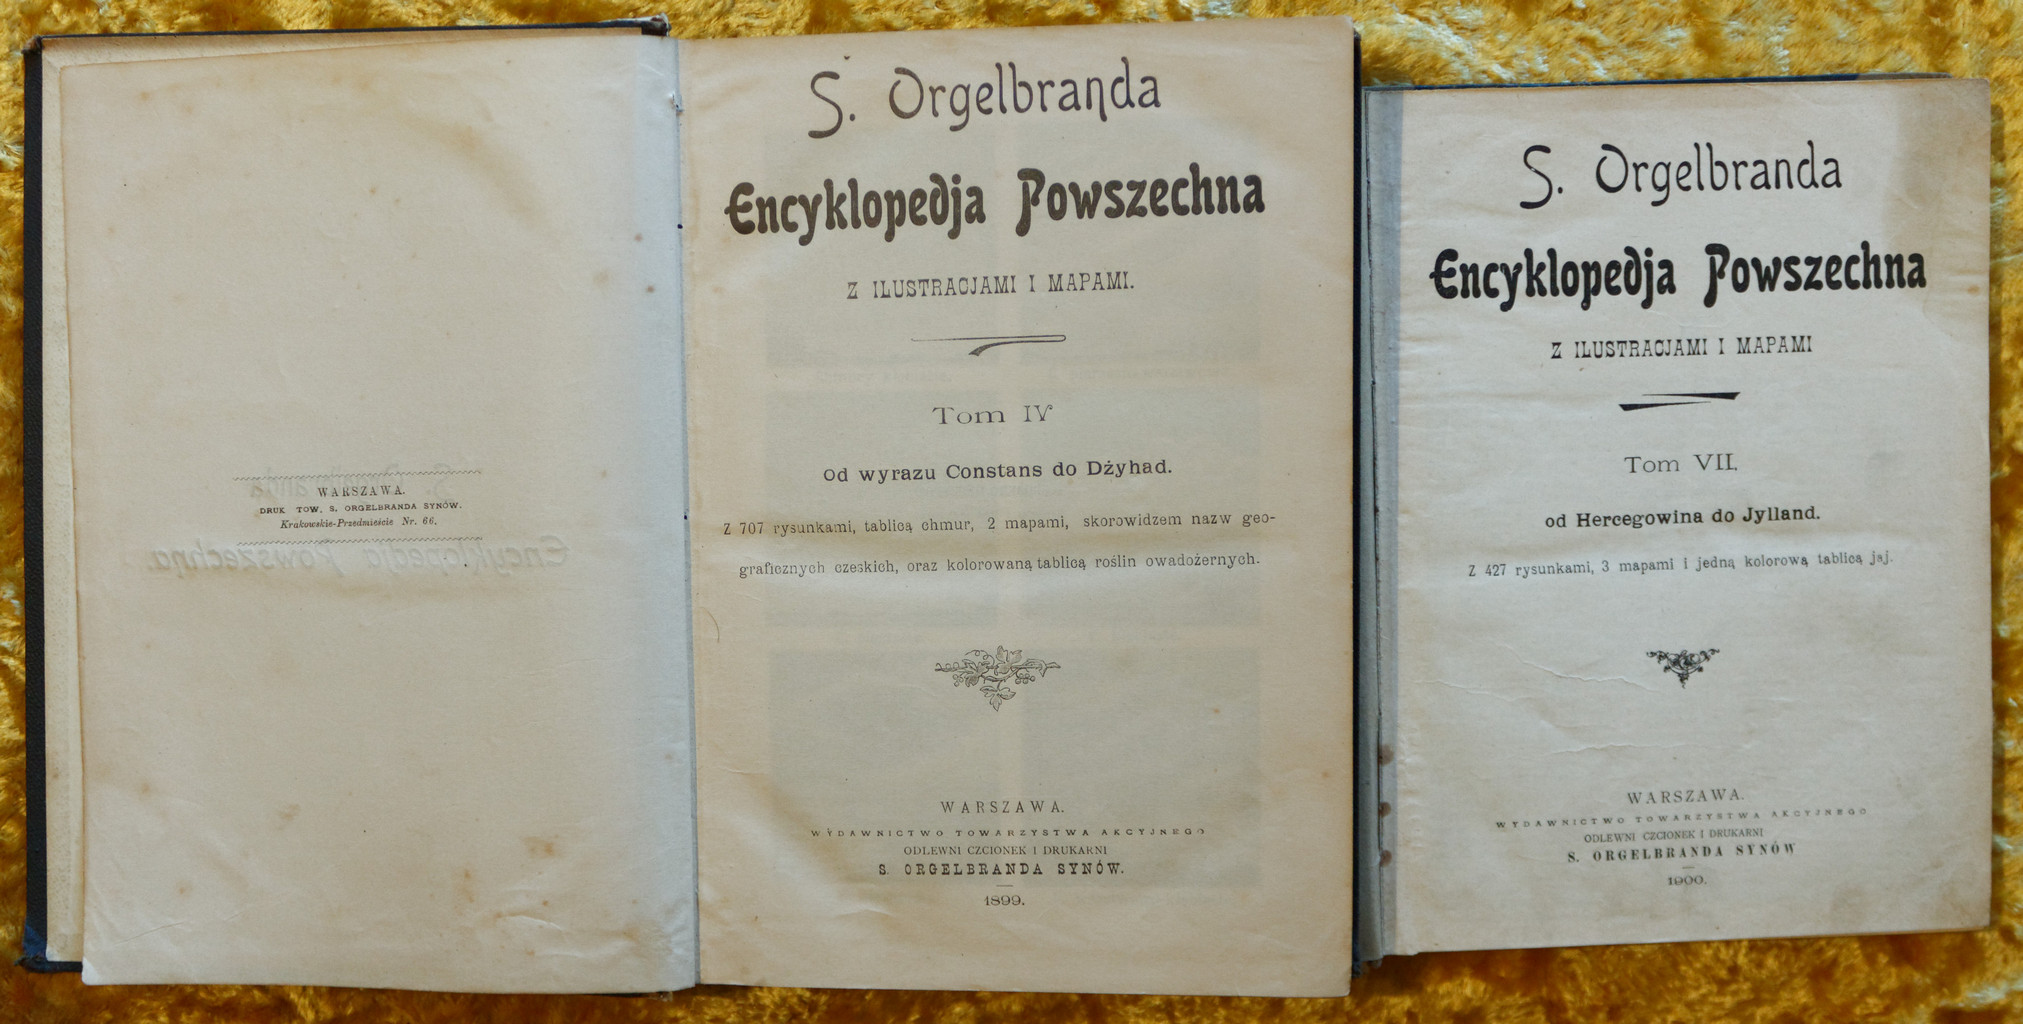 WARSZAWA.
DRUK TOW. S. ORGELBRANDA SYNÓW.
Krakowskie-Przedmieście Nr. 66.
S. Orgelbranda
Encyklopedja Powszechna
Z ILUSTRACJAMI I MAPAMI.
Tom IV
od wyrazu Constans do Dżyhad.
Z 707 rysunkami, tablicą chmur, 2 mapami, skorowidzem nazw geo-
graficznych czeskich, oraz kolorowaną tablicą roślin owadożernych.
WARSZAWA.
WYDAWNICTWO TOWARZYSTWA AKCYJNEGO
ODLEWNI CZCIONEK I DRUKARNI
S. ORGELBRANDA SYNÓW.
1899.
S. Orgelbranda
Encyklopedja Powszechna
Z ILUSTRACJAMI I MAPAMI
Tom VII.
od Hercegowina do Jylland.
Z 427 rysunkami, 3 mapami i jedną kolorową tablicą jaj.
WARSZAWA.
WYDAWNICTWO TOWARZYSTWA AKCYJNEGO
ODLEWNI CZCIONEK I DRUKARNI
S. ORGELBRANDA SYNÓW
1900.